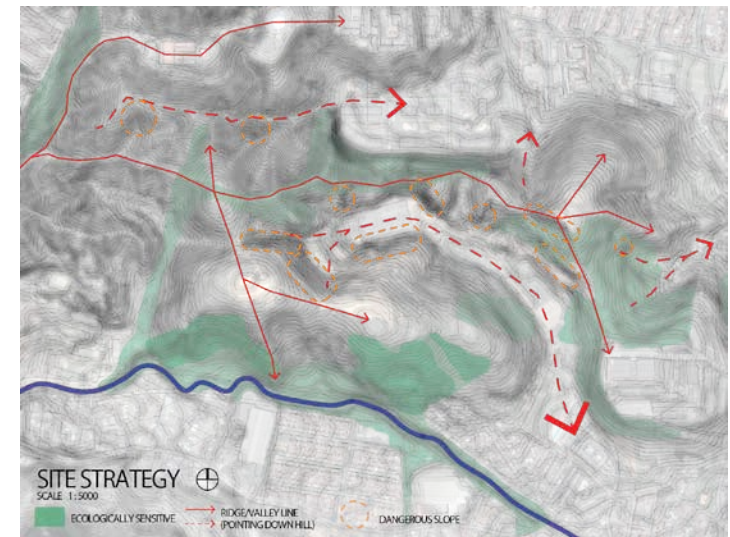 SITE STRATEGY
SCALE 1:5000
ECOLOGICALLY SENSITIVE
RIDGE/VALLEY LINE
(POINTING DOWN HILL)
DANGEROUS SLOPE